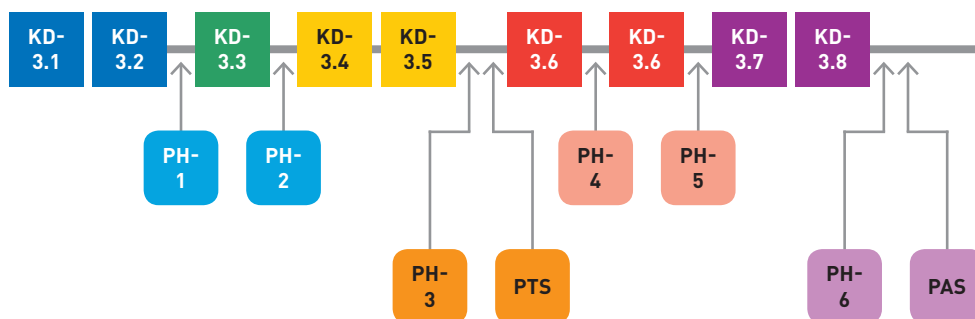 KD-
3.1
KD-
3.2
KD-
3.3
KD-
3.4
KD-
3.5
KD-
3.6
KD-
3.6
KD-
3.7
KD-
3.8
PH-
1
PH-
2
PH-
4
PH-
5
PH-
3
PTS
PH-
6
PAS